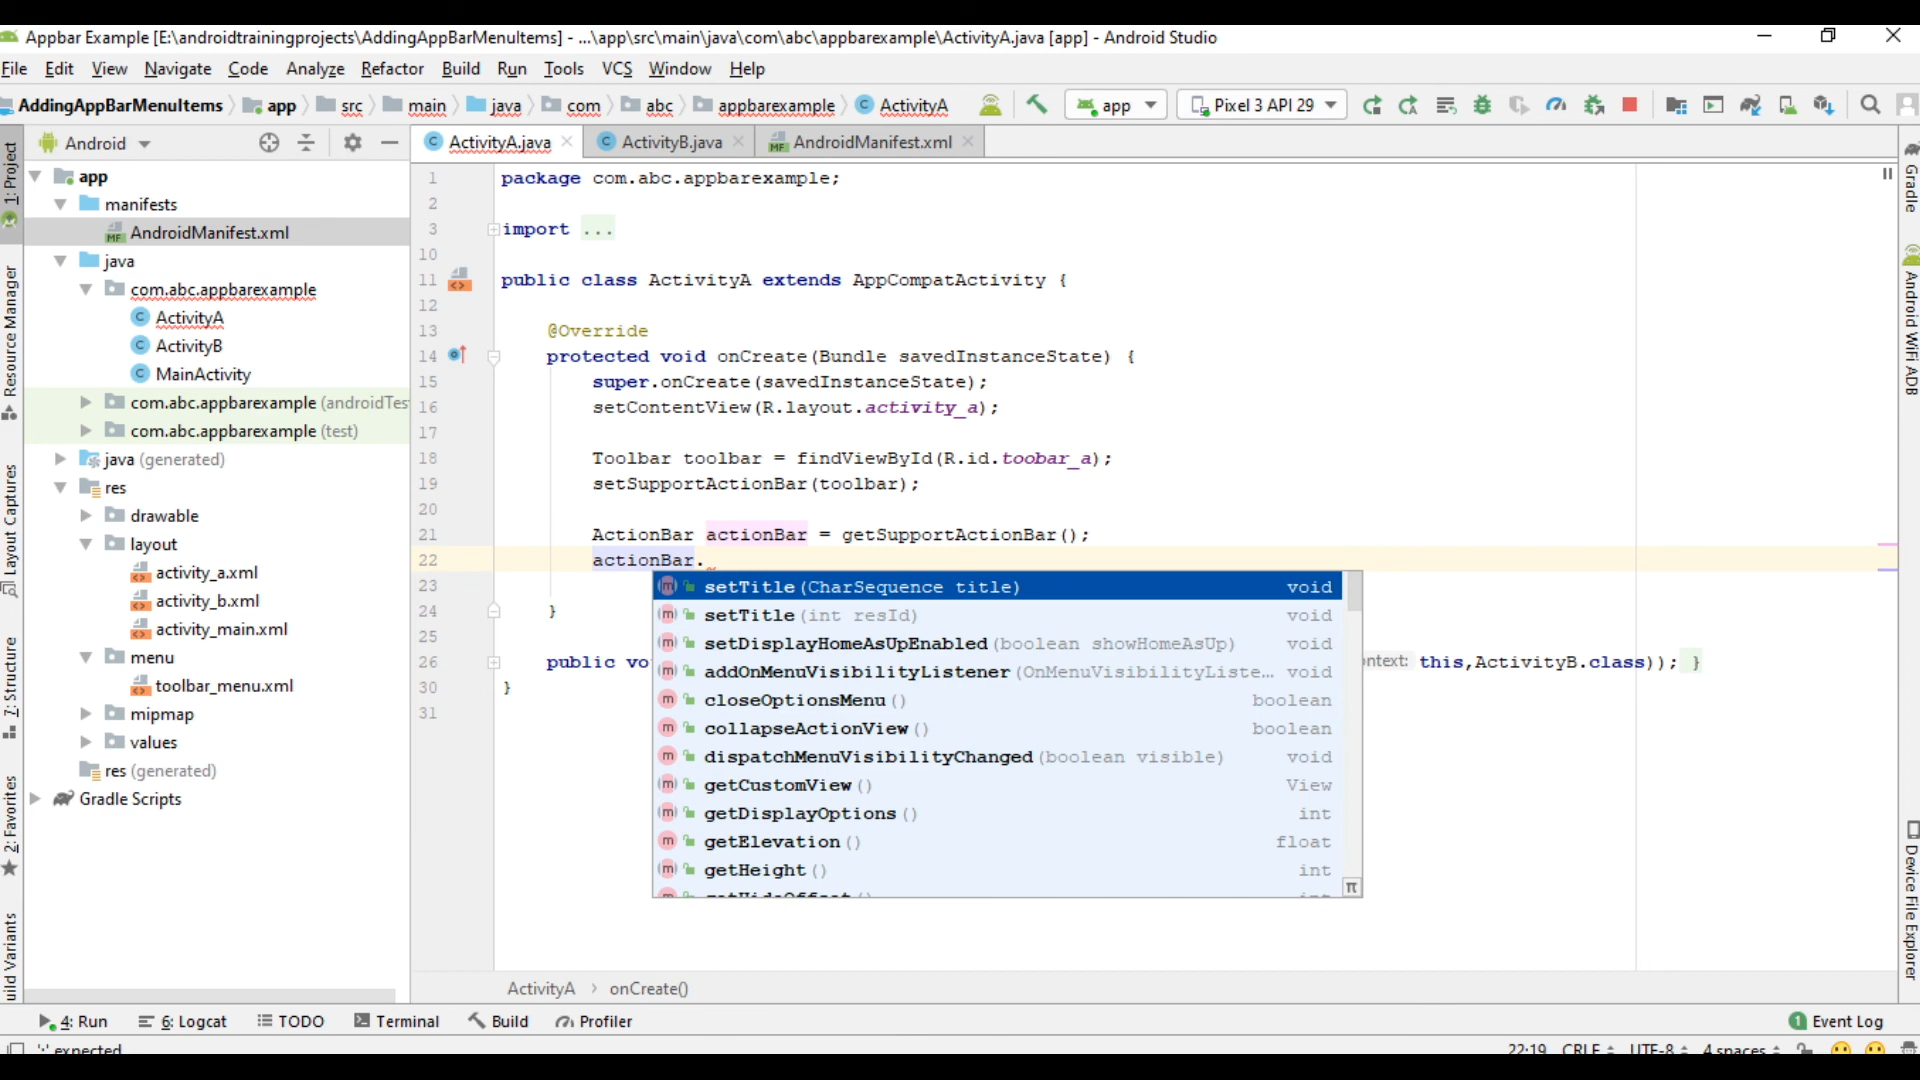 Appbar Example [E:\androidtrainingprojects\AddingAppBarMenuItems] - ...\app\src\main\java\com\abc\appbarexample\ActivityA.java [app] - Android Studio
File Edit View Navigate Code Analyze Refactor Build Run Tools VCS Window Help
AddingAppBarMenuItems app src main java com abc appbarexample ActivityA app Pixel 3 API 29
Android
ActivityA.java ActivityB.java AndroidManifest.xml
1: Project
Resource Manager
Layout Captures
7: Structure
2: Favorites
uild Variants
app
manifests
AndroidManifest.xml
java
com.abc.appbarexample
ActivityA
ActivityB
MainActivity
com.abc.appbarexample (androidTes
com.abc.appbarexample (test)
java (generated)
res
drawable
layout
activity_a.xml
activity_b.xml
activity_main.xml
menu
toolbar_menu.xml
mipmap
values
res (generated)
Gradle Scripts
1 package com.abc.appbarexample;
2
3 import ...
10
11 public class ActivityA extends AppCompatActivity {
12
13 @Override
14 protected void onCreate(Bundle savedInstanceState) {
15 super.onCreate(savedInstanceState);
16 setContentView(R.layout.activity_a);
17
18 Toolbar toolbar = findViewById(R.id.toobar_a);
19 setSupportActionBar(toolbar);
20
21 ActionBar actionBar = getSupportActionBar();
22 actionBar.
23
24 }
25
26 public vo ntext: this,ActivityB.class)); }
30 }
31
setTitle(CharSequence title) void
setTitle(int resId) void
setDisplayHomeAsUpEnabled(boolean showHomeAsUp) void
addOnMenuVisibilityListener(OnMenuVisibilityListe... void
closeOptionsMenu() boolean
collapseActionView() boolean
dispatchMenuVisibilityChanged(boolean visible) void
getCustomView() View
getDisplayOptions() int
getElevation() float
getHeight() int
getHideOffset() int
π
Gradle
Android WiFi ADB
Device File Explorer
ActivityA onCreate()
4: Run 6: Logcat TODO Terminal Build Profiler 1 Event Log
';' expected 22:19 CRLF UTF-8 4 spaces